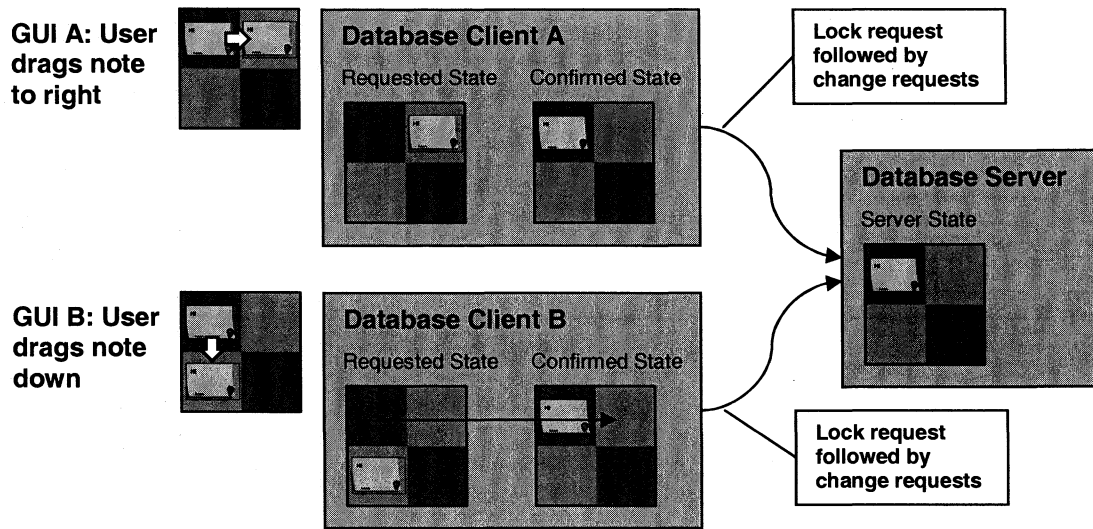 GUI A: User
drags note
to right
Database Client A
Requested State
Confirmed State
Lock request
followed by
change requests
Database Server
Server State
GUI B: User
drags note
down
Database Client B
Requested State
Confirmed State
Lock request
followed by
change requests